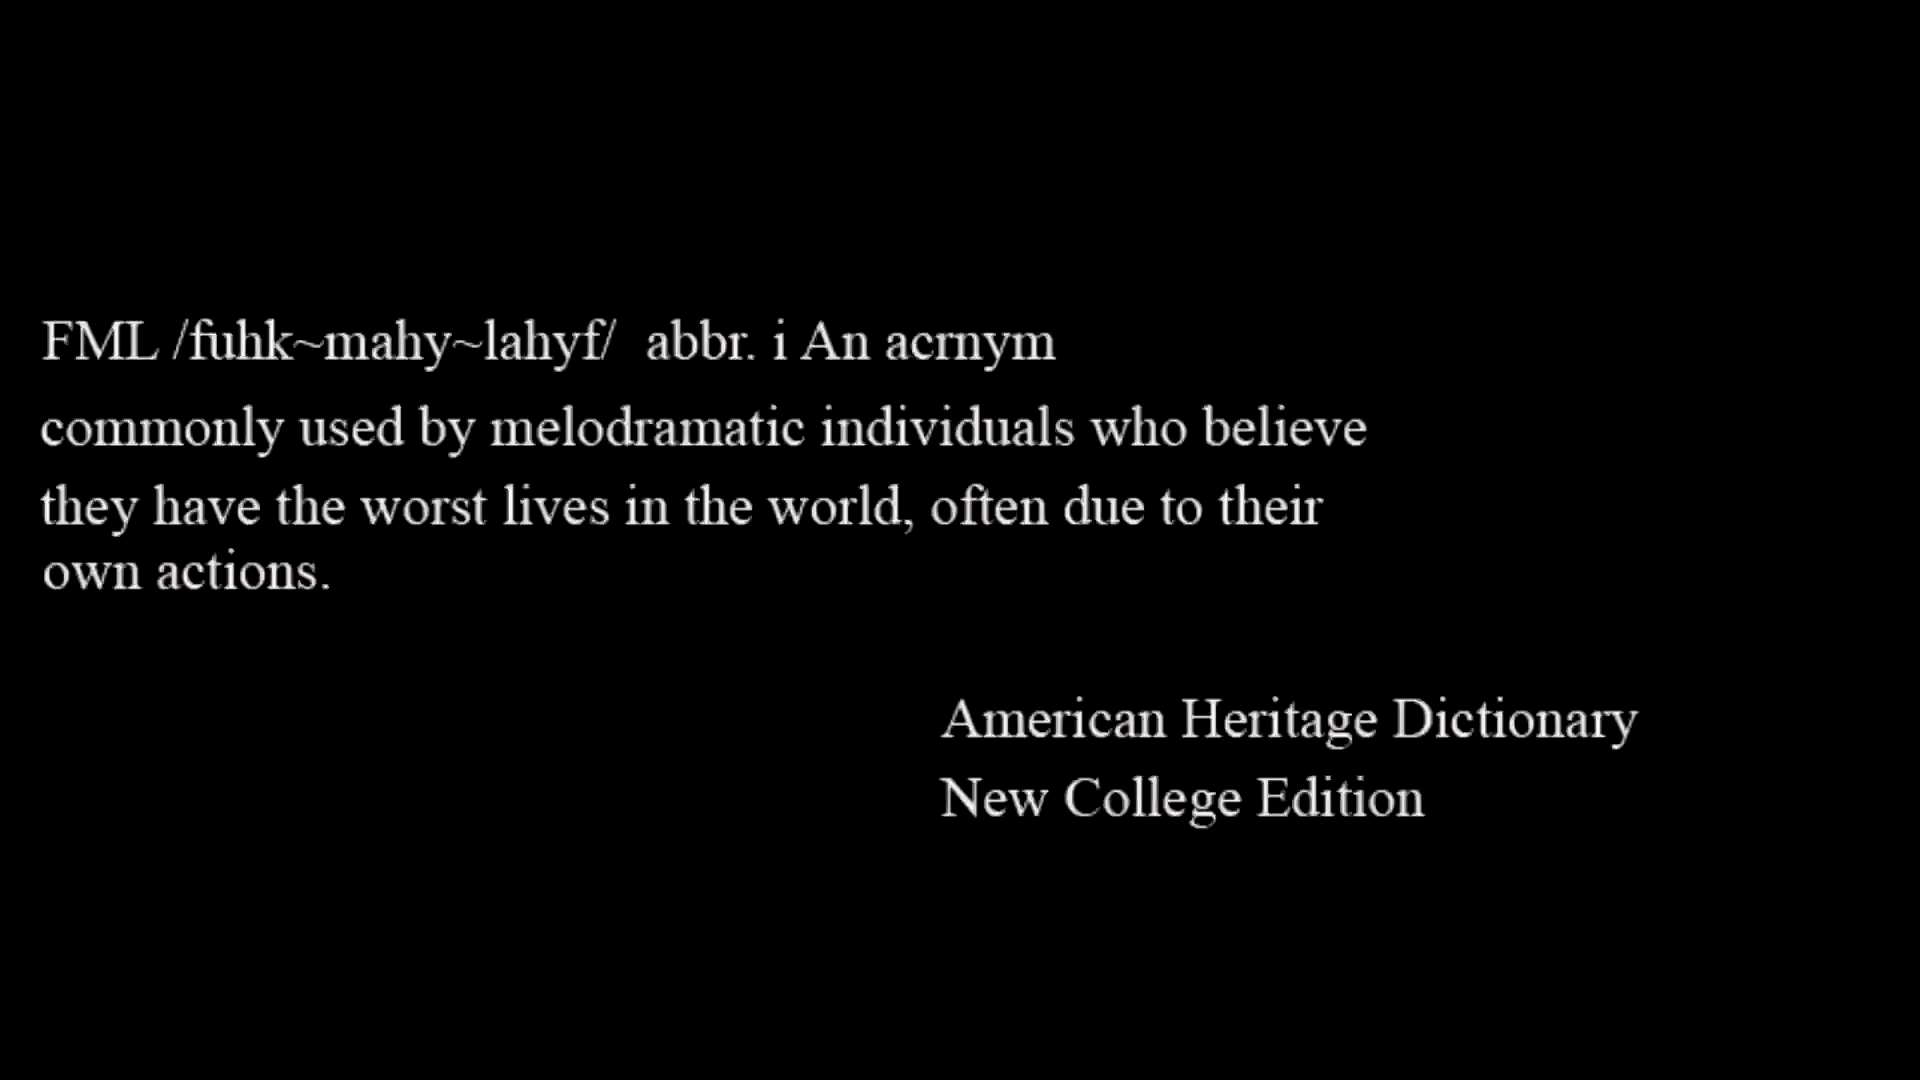 FML /fuhk~mahy~lahyf/ abbr. i An acrnym
commonly used by melodramatic individuals who believe
they have the worst lives in the world, often due to their
own actions.
American Heritage Dictionary
New College Edition